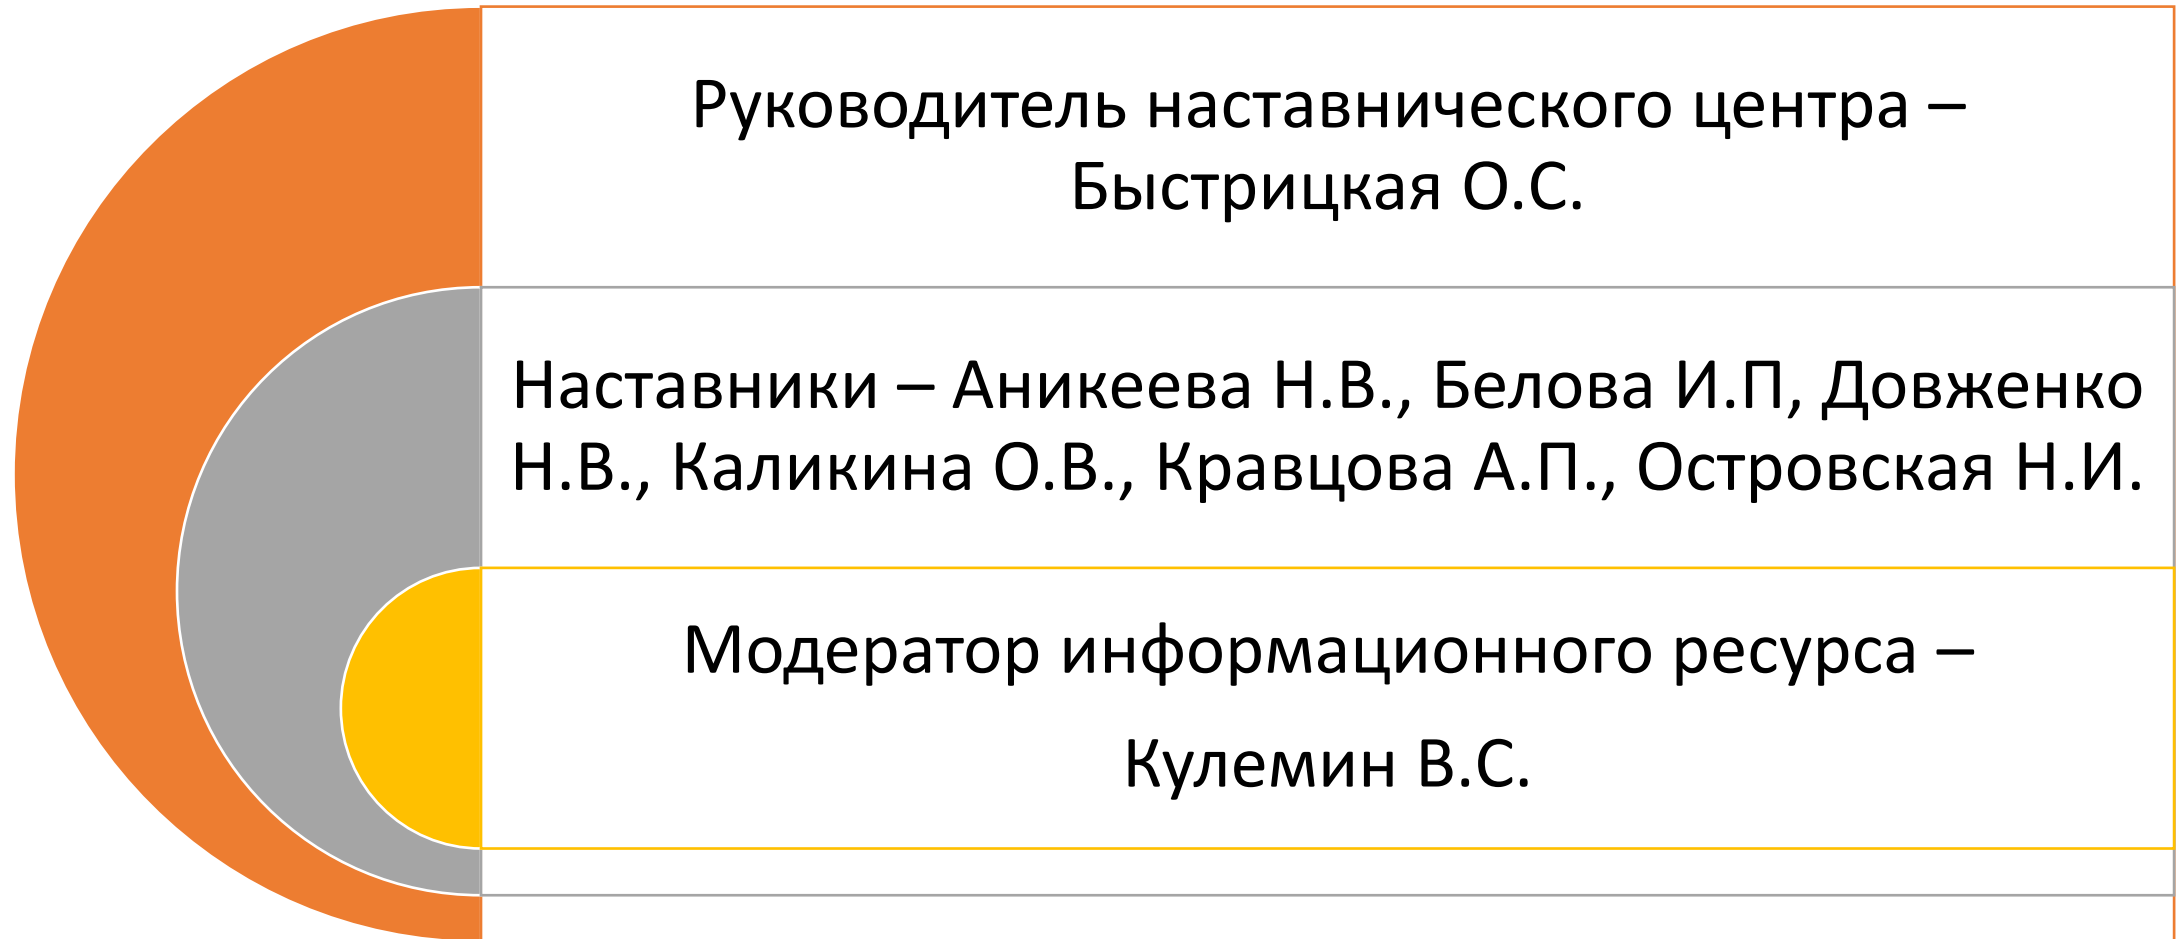 Руководитель наставнического центра –
Быстрицкая О.С.
Наставники – Аникеева Н.В., Белова И.П, Довженко
Н.В., Каликина О.В., Кравцова А.П., Островская Н.И.
Модератор информационного ресурса –
Кулемин В.С.